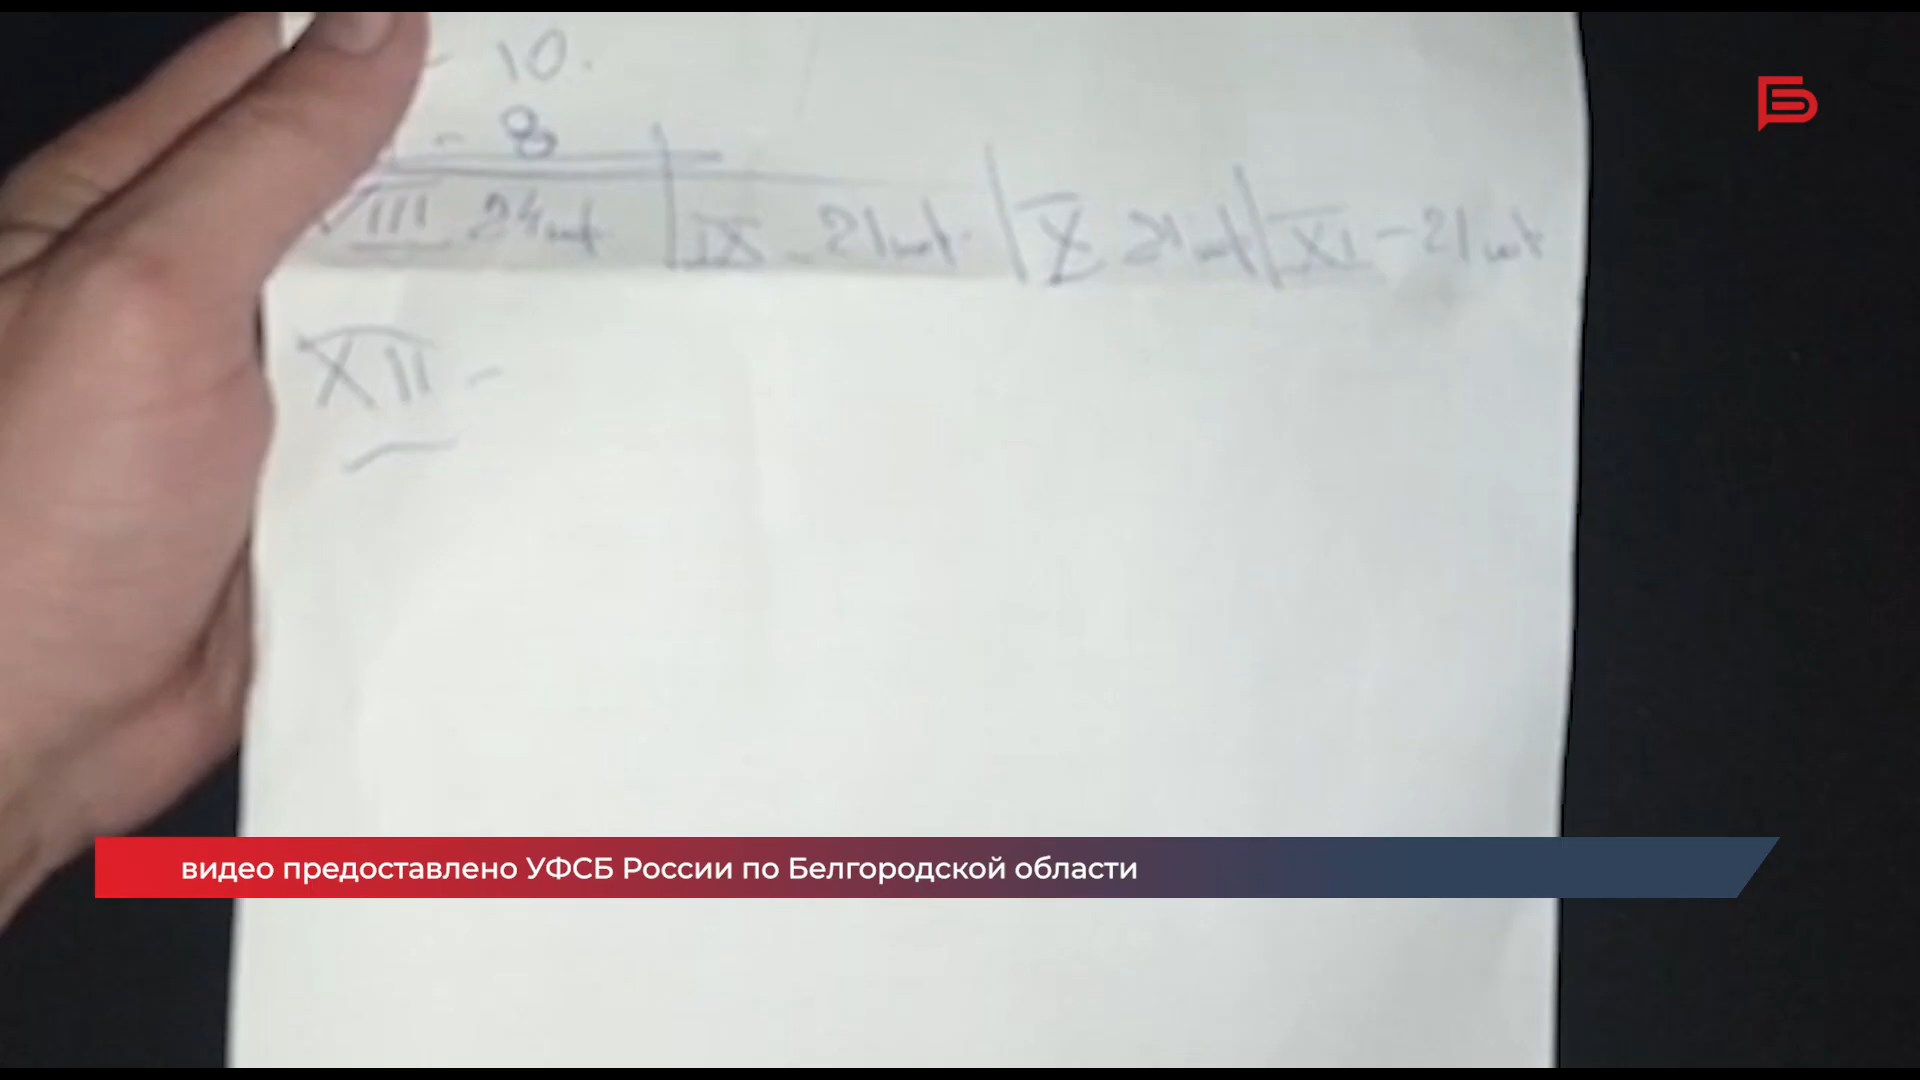 - 10.
- 8
VIII 24шт | IX - 21шт. | X 21шт | XI - 21шт
XII -
видео предоставлено УФСБ России по Белгородской области